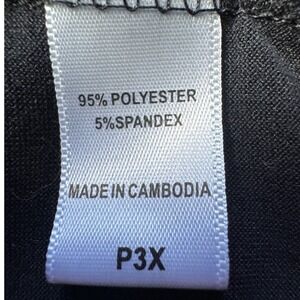 95% POLYESTER
5%SPANDEX
MADE IN CAMBODIA
P3X